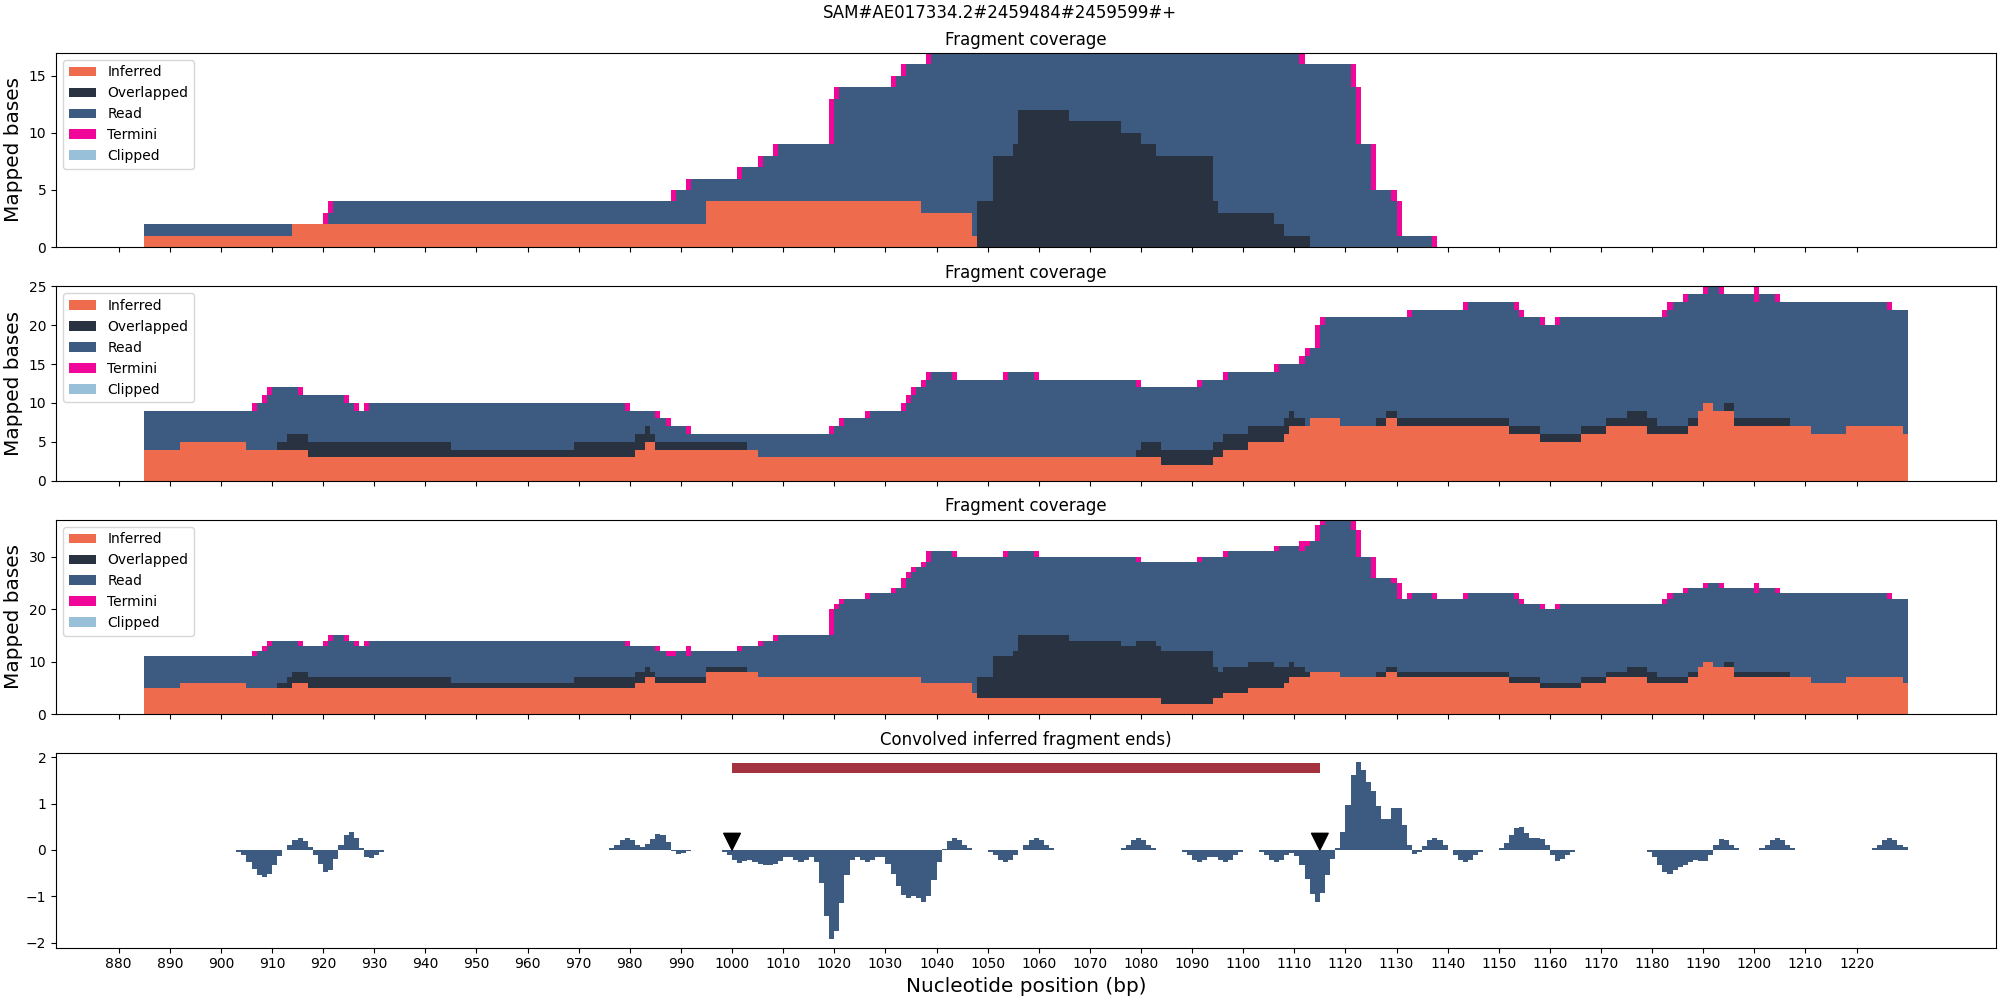 SAM#AE017334.2#2459484#2459599#+
Fragment coverage
Mapped bases
15
10
5
0
Inferred
Overlapped
Read
Termini
Clipped
Fragment coverage
Mapped bases
25
20
15
10
5
0
Inferred
Overlapped
Read
Termini
Clipped
Fragment coverage
Mapped bases
30
20
10
0
Inferred
Overlapped
Read
Termini
Clipped
Convolved inferred fragment ends)
2
1
0
−1
−2
880 890 900 910 920 930 940 950 960 970 980 990 1000 1010 1020 1030 1040 1050 1060 1070 1080 1090 1100 1110 1120 1130 1140 1150 1160 1170 1180 1190 1200 1210 1220
Nucleotide position (bp)